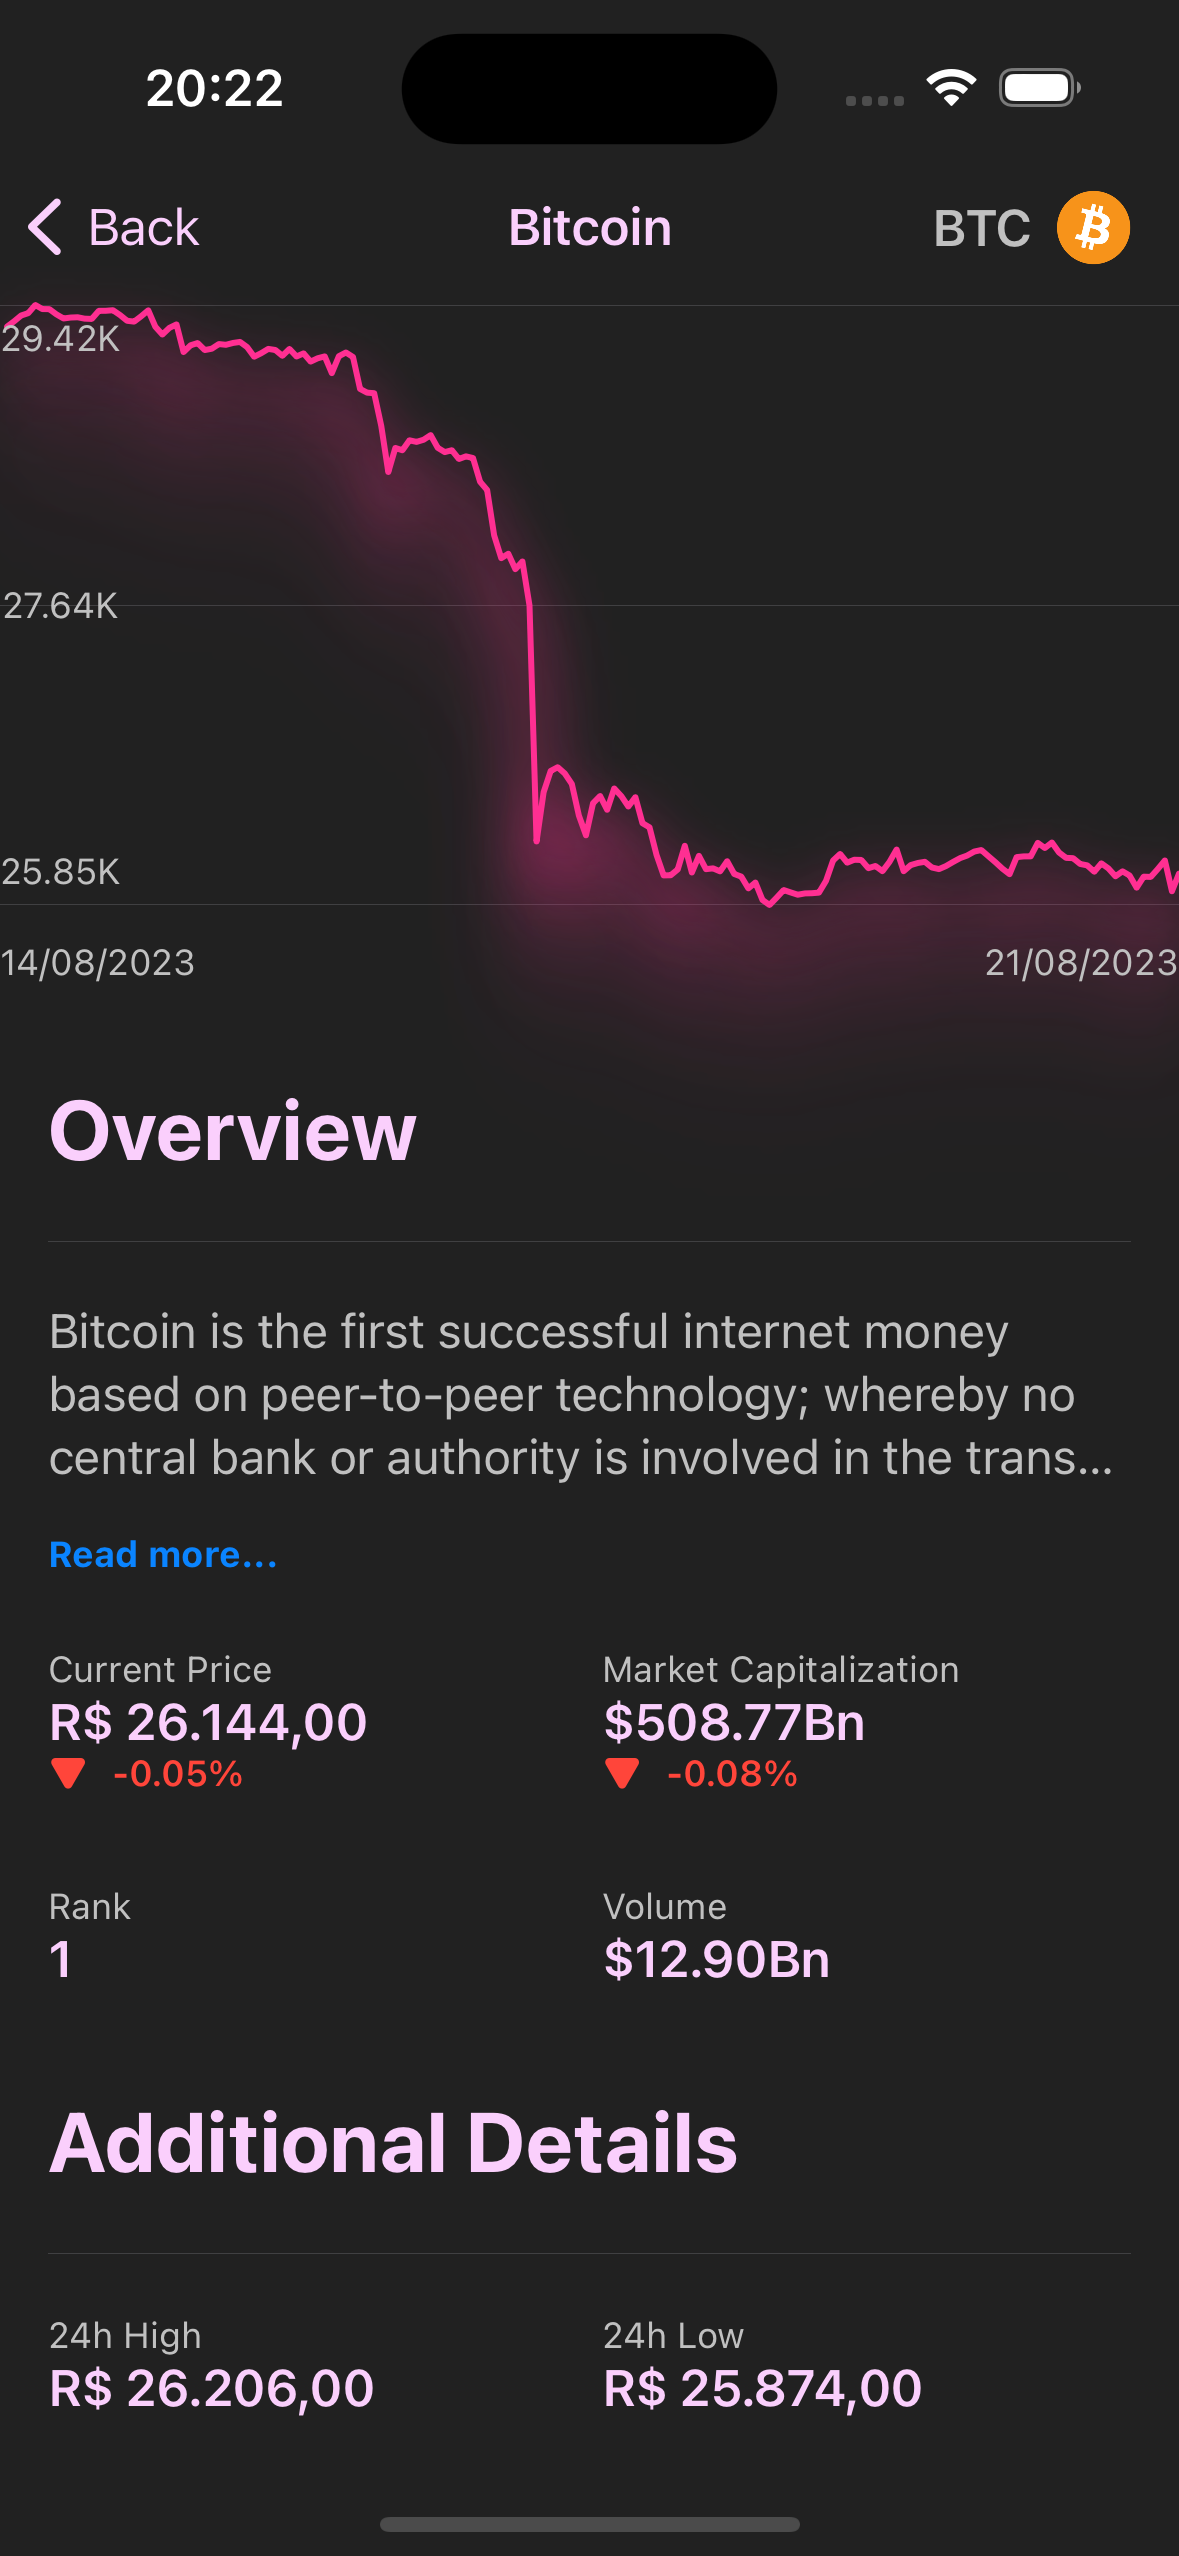 20:22
Back
Bitcoin
BTC
29.42K
27.64K
25.85K
14/08/2023
21/08/2023
Overview
Bitcoin is the first successful internet money
based on peer-to-peer technology; whereby no
central bank or authority is involved in the trans...
Read more...
Current Price
R$ 26.144,00
-0.05%
Market Capitalization
$508.77Bn
-0.08%
Rank
1
Volume
$12.90Bn
Additional Details
24h High
R$ 26.206,00
24h Low
R$ 25.874,00